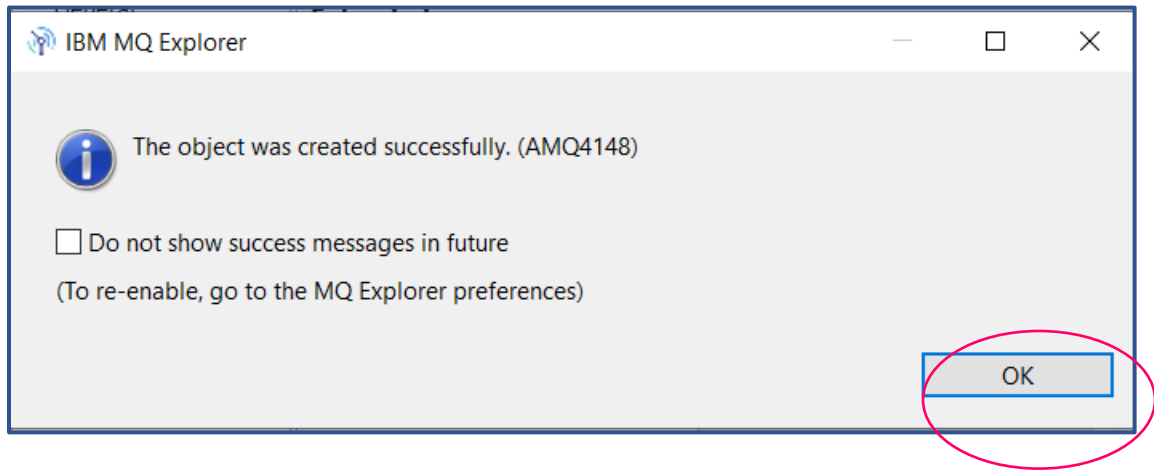 IBM MQ Explorer
The object was created successfully. (AMQ4148)
Do not show success messages in future
(To re-enable, go to the MQ Explorer preferences)
OK